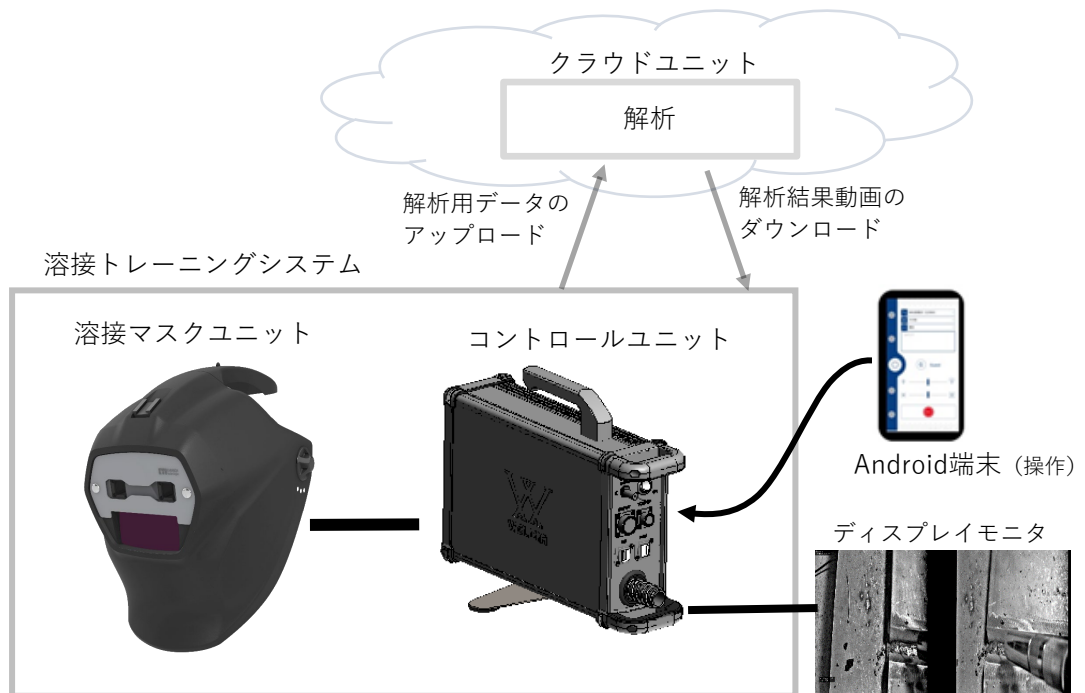 クラウドユニット
解析
解析用データの
アップロード
解析結果動画の
ダウンロード
溶接トレーニングシステム
溶接マスクユニット
コントロールユニット
Android端末（操作）
ディスプレイモニタ